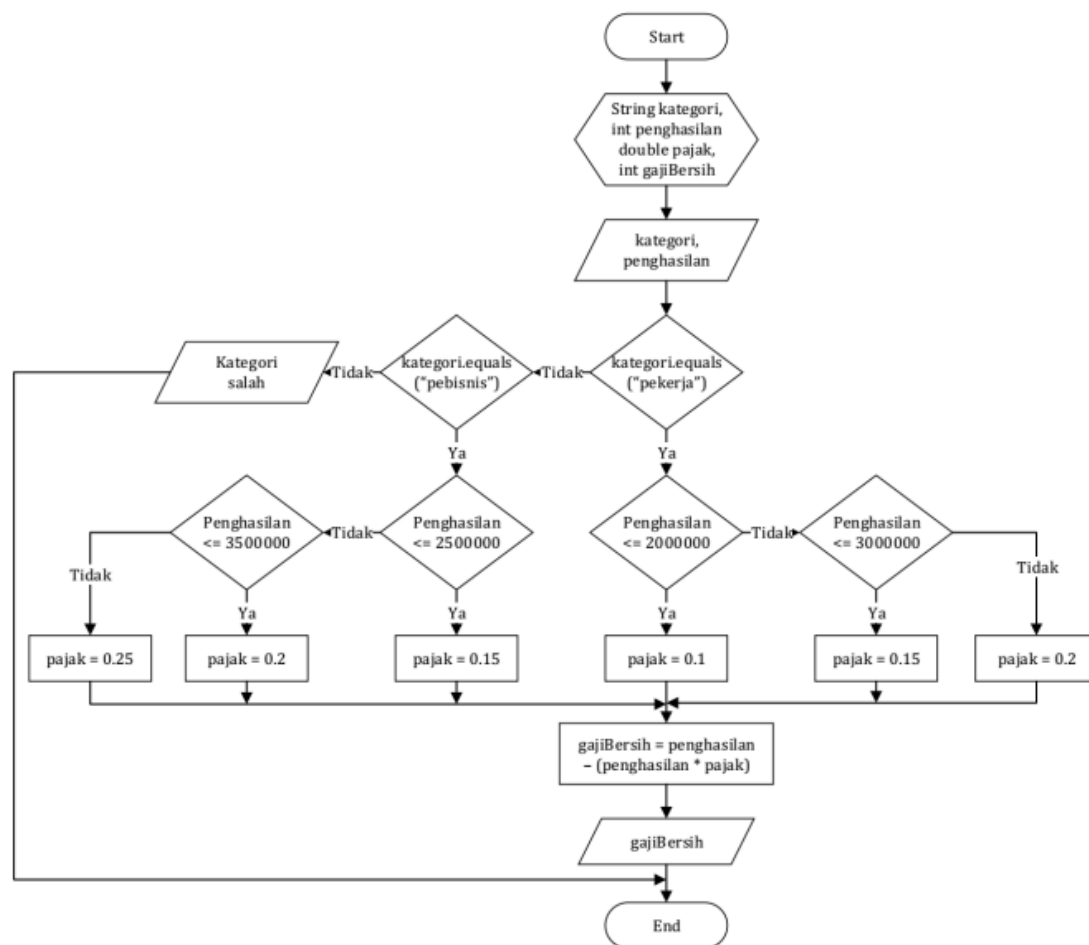 Start
String kategori,
int penghasilan
double pajak,
int gajiBersih
kategori,
penghasilan
Kategori
salah
Tidak
kategori.equals
("pebisnis")
Tidak
kategori.equals
("pekerja")
Ya
Ya
Penghasilan
<= 3500000
Tidak
Penghasilan
<= 2500000
Penghasilan
<= 2000000
Tidak
Penghasilan
<= 3000000
Tidak
Tidak
Ya
Ya
Ya
Ya
pajak = 0.25
pajak = 0.2
pajak = 0.15
pajak = 0.1
pajak = 0.15
pajak = 0.2
gajiBersih = penghasilan
– (penghasilan * pajak)
gajiBersih
End